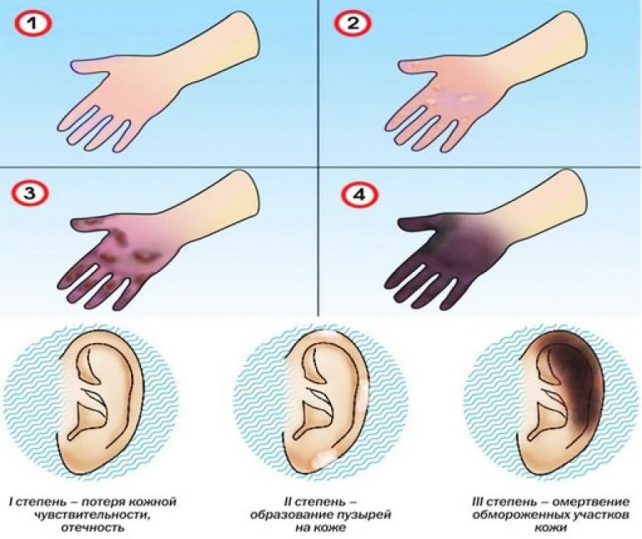 1
2
3
4
I степень – потеря кожной
чувствительности,
отечность
II степень –
образование пузырей
на коже
III степень – омертвение
обмороженных участков
кожи